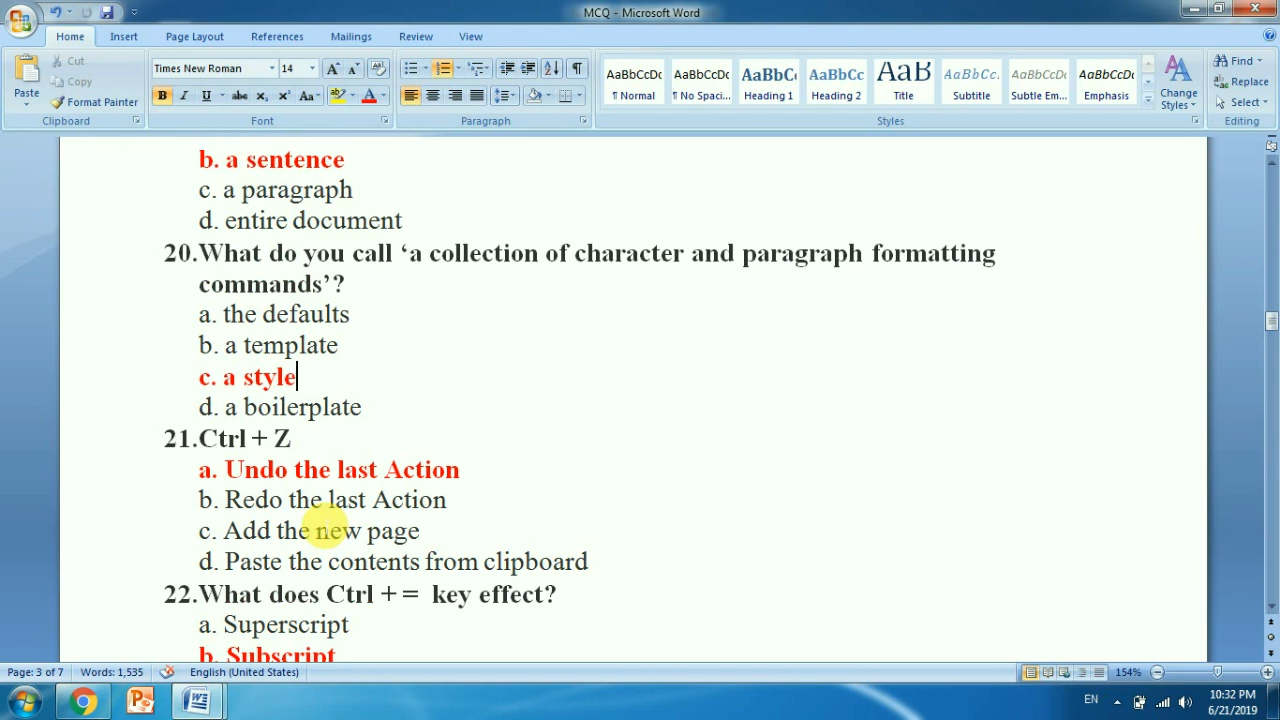 MCQ - Microsoft Word
Home Insert Page Layout References Mailings Review View
Paste
Cut
Copy
Format Painter
Clipboard
Times New Roman 14
B I U abc x₂ x² Aa A
Font
Paragraph
AaBbCcDc AaBbCcDc AaBbCc AaBbCc AaB AaBbCc. AaBbCcDc AaBbCcDc
¶ Normal ¶ No Spaci... Heading 1 Heading 2 Title Subtitle Subtle Em... Emphasis
Change Styles
Styles
Find
Replace
Select
Editing
b. a sentence
c. a paragraph
d. entire document
20.What do you call ‘a collection of character and paragraph formatting
commands’?
a. the defaults
b. a template
c. a style
d. a boilerplate
21.Ctrl + Z
a. Undo the last Action
b. Redo the last Action
c. Add the new page
d. Paste the contents from clipboard
22.What does Ctrl + = key effect?
a. Superscript
b. Subscript
Page: 3 of 7 Words: 1,535 English (United States) 154%
EN 10:32 PM
6/21/2019